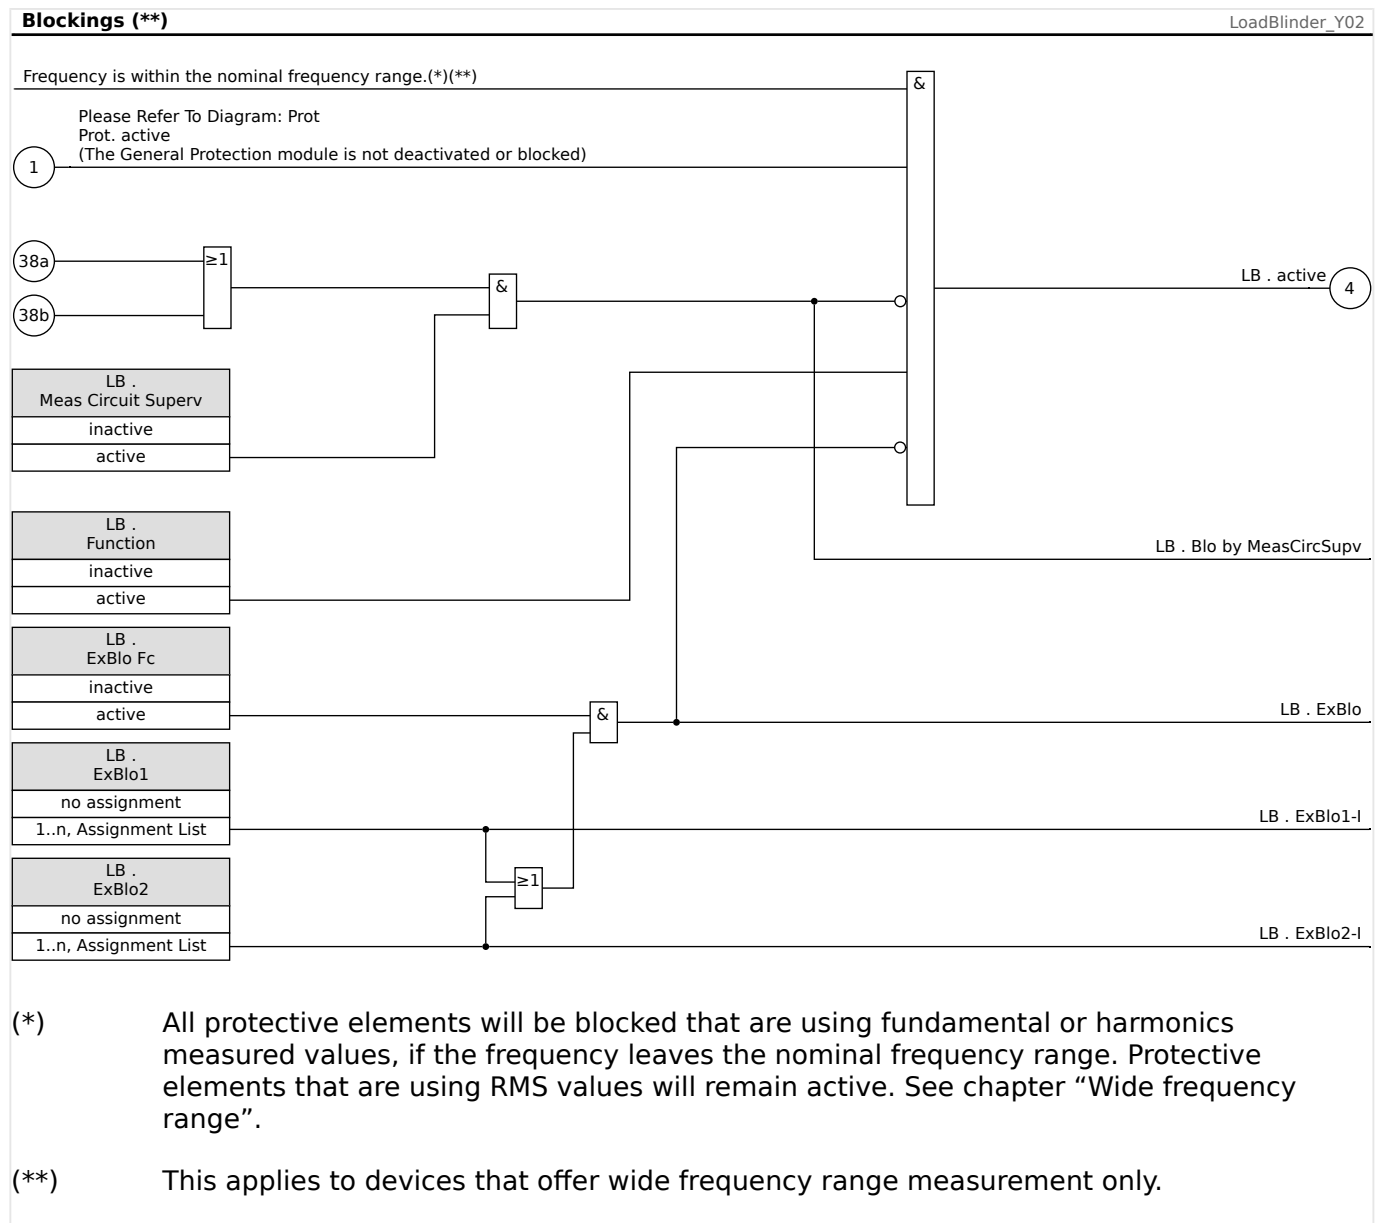 Blockings (**)
LoadBlinder_Y02
Frequency is within the nominal frequency range.(*)(**)
&
Please Refer To Diagram: Prot
Prot. active
(The General Protection module is not deactivated or blocked)
1
38a
≥1
38b
&
LB . active
4
LB .
Meas Circuit Superv
inactive
active
LB .
Function
inactive
active
LB . Blo by MeasCircSupv
LB .
ExBlo Fc
inactive
active
&
LB . ExBlo
LB .
ExBlo1
no assignment
1..n, Assignment List
LB . ExBlo1-I
LB .
ExBlo2
no assignment
1..n, Assignment List
≥1
LB . ExBlo2-I
(*) All protective elements will be blocked that are using fundamental or harmonics
measured values, if the frequency leaves the nominal frequency range. Protective
elements that are using RMS values will remain active. See chapter “Wide frequency
range”.
(**) This applies to devices that offer wide frequency range measurement only.